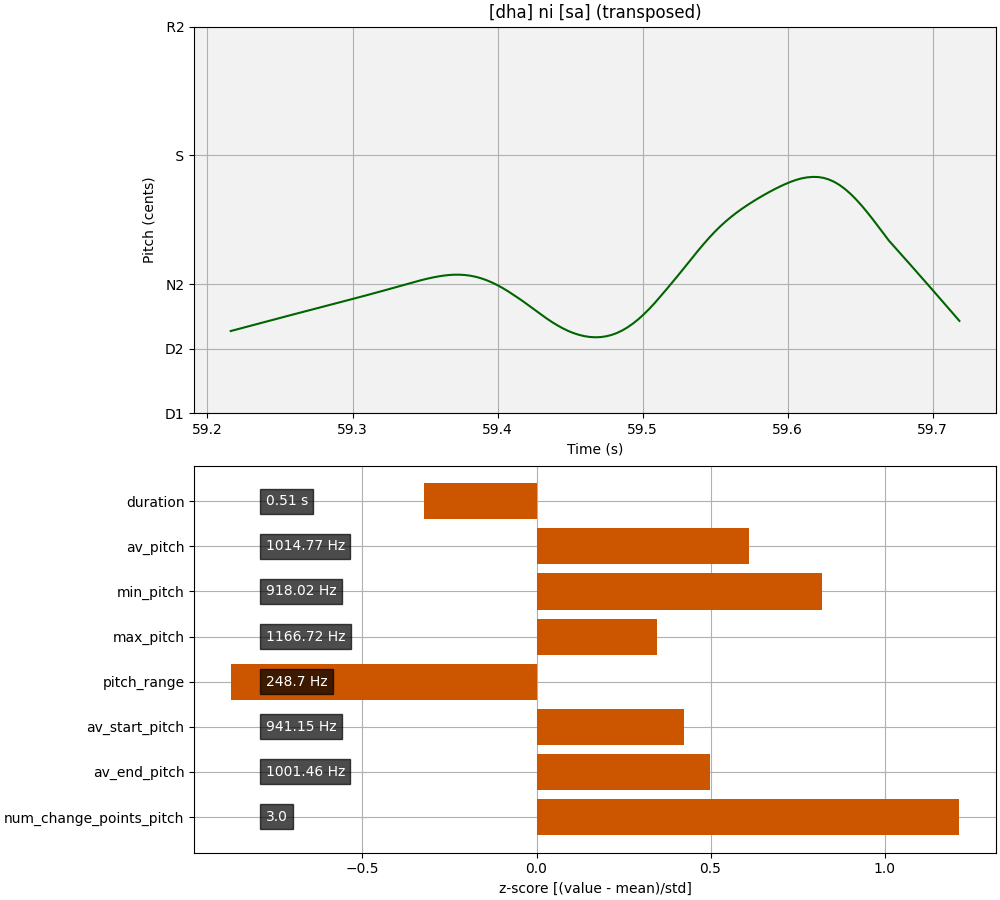 [dha] ni [sa] (transposed)
R2
S
N2
D2
D1
Pitch (cents)
59.2 59.3 59.4 59.5 59.6 59.7
Time (s)
duration 0.51 s
av_pitch 1014.77 Hz
min_pitch 918.02 Hz
max_pitch 1166.72 Hz
pitch_range 248.7 Hz
av_start_pitch 941.15 Hz
av_end_pitch 1001.46 Hz
num_change_points_pitch 3.0
−0.5 0.0 0.5 1.0
z-score [(value - mean)/std]